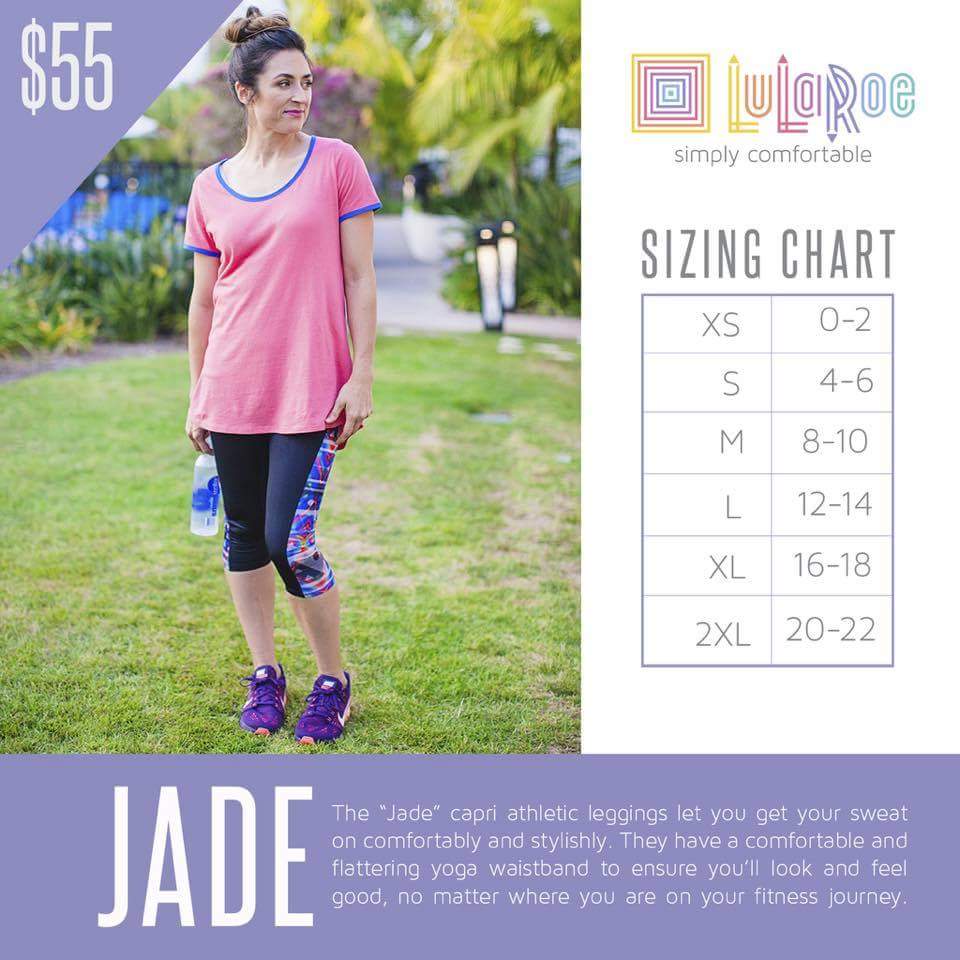 $55
LuLaRoe
simply comfortable
SIZING CHART
XS 0-2
S 4-6
M 8-10
L 12-14
XL 16-18
2XL 20-22
JADE
The “Jade” capri athletic leggings let you get your sweat
on comfortably and stylishly. They have a comfortable and
flattering yoga waistband to ensure you’ll look and feel
good, no matter where you are on your fitness journey.